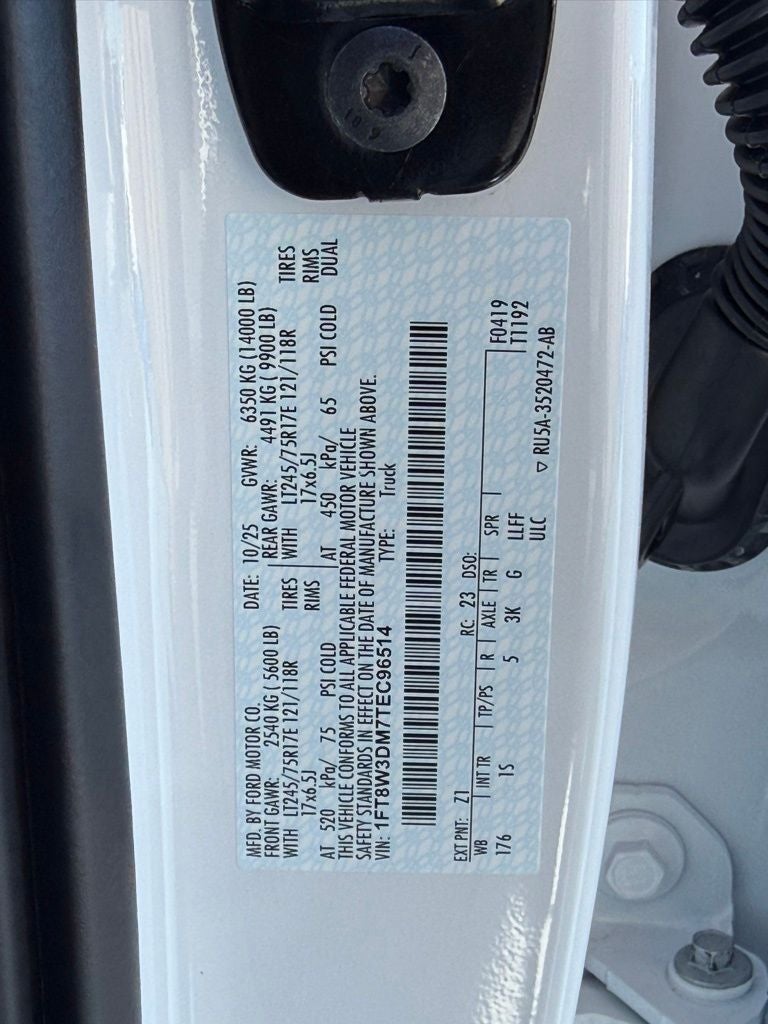 MFD. BY FORD MOTOR CO.
DATE: 10/25 GVWR: 6350 KG (14000 LB)
FRONT GAWR: 2540 KG ( 5600 LB)
REAR GAWR: 4491 KG ( 9900 LB)
WITH LT245/75R17E 121/118R TIRES
WITH LT245/75R17E 121/118R TIRES
17x6.5J RIMS
17x6.5J RIMS
AT 520 kPa/ 75 PSI COLD
AT 450 kPa/ 65 PSI COLD DUAL
THIS VEHICLE CONFORMS TO ALL APPLICABLE FEDERAL MOTOR VEHICLE
SAFETY STANDARDS IN EFFECT ON THE DATE OF MANUFACTURE SHOWN ABOVE.
VIN: 1FT8W3DM7TEC96514
TYPE: Truck
EXT PNT: Z1 RC: 23 DSO:
WB INT TR TP/PS R AXLE TR SPR F0419
176 1S 5 3K G LLFF T1192
ULC
▽ RU5A-3520472-AB
10.9